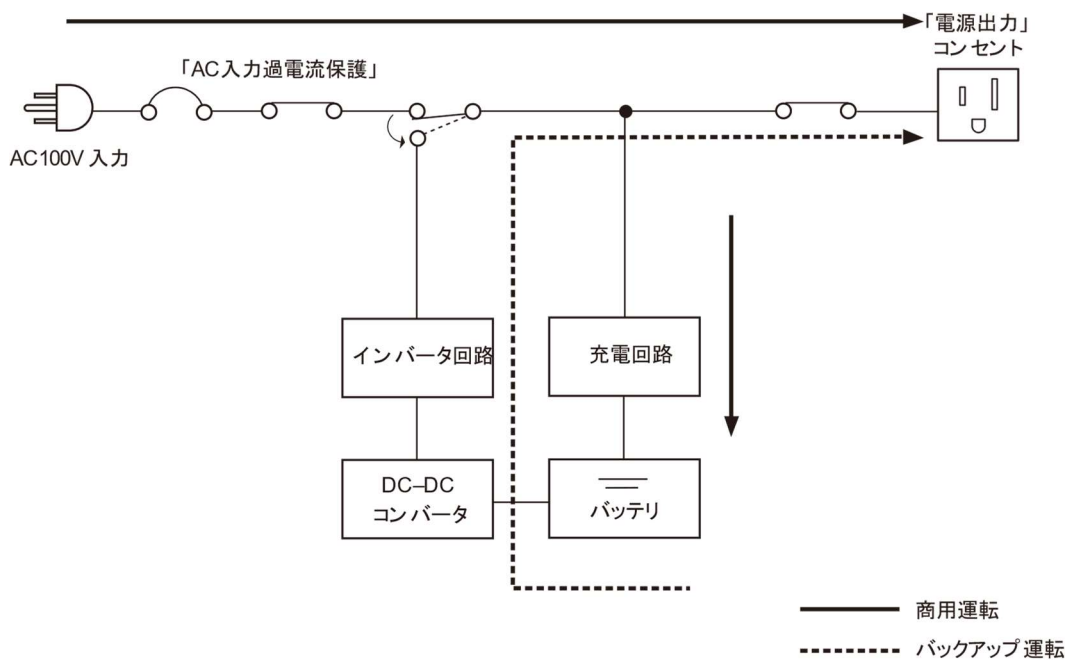 「電源出力」
コンセント
「AC入力過電流保護」
AC100V 入力
インバータ回路
充電回路
DC–DC
コンバータ
バッテリ
商用運転
バックアップ運転